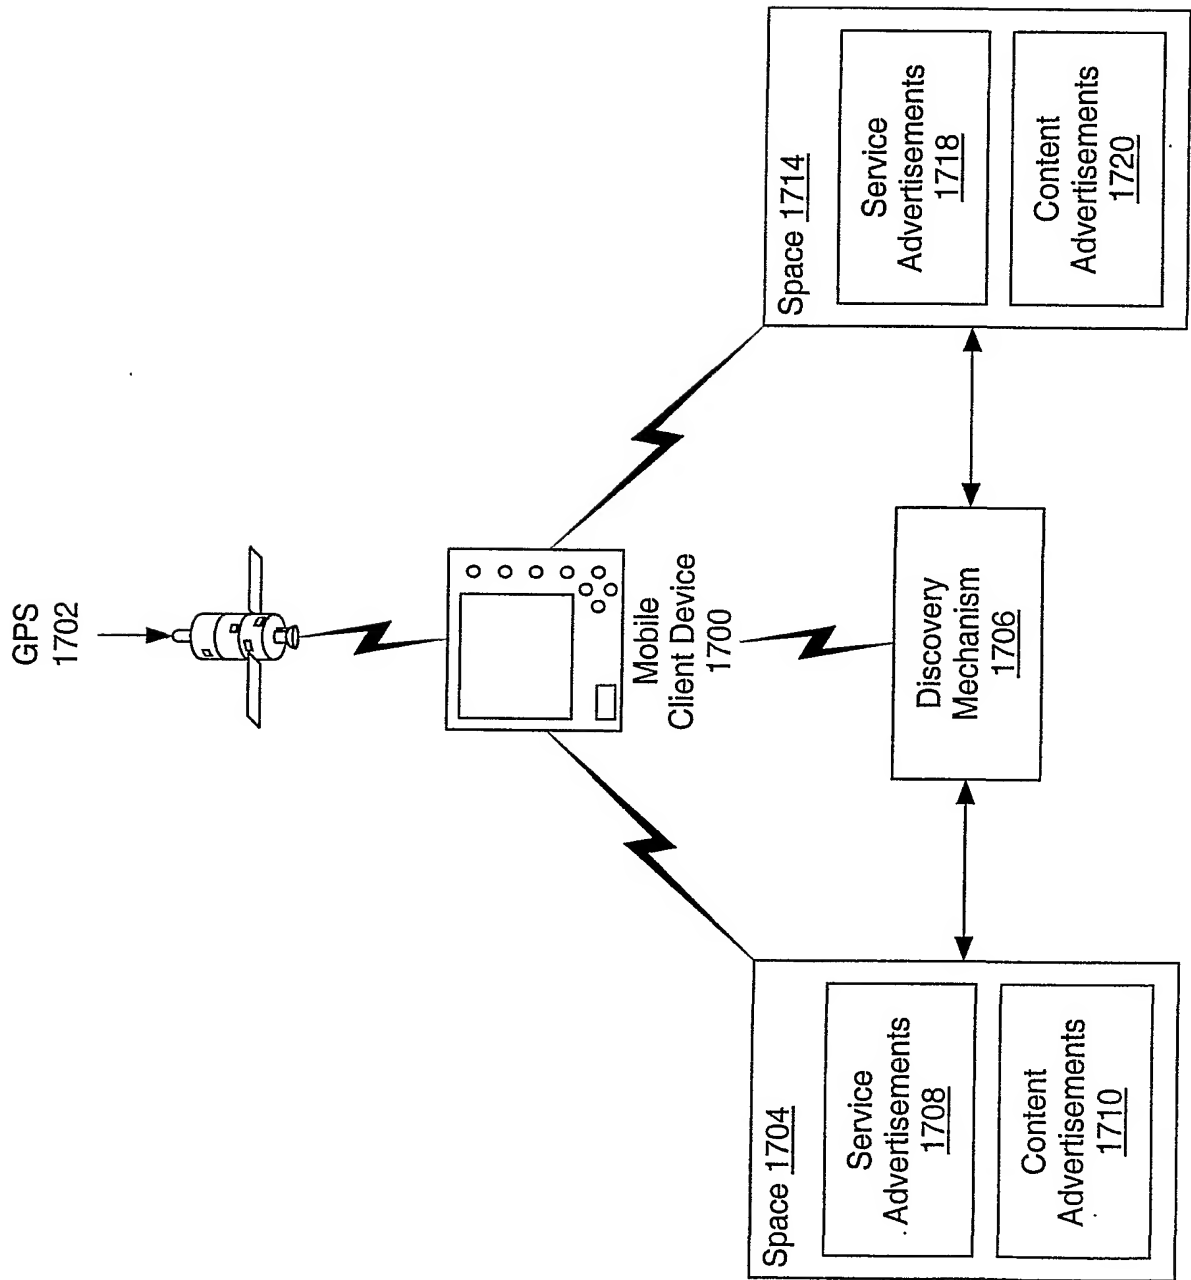 GPS
1702
Mobile
Client Device
1700
Discovery
Mechanism
1706
Space 1704
Service
Advertisements
1708
Content
Advertisements
1710
Space 1714
Service
Advertisements
1718
Content
Advertisements
1720